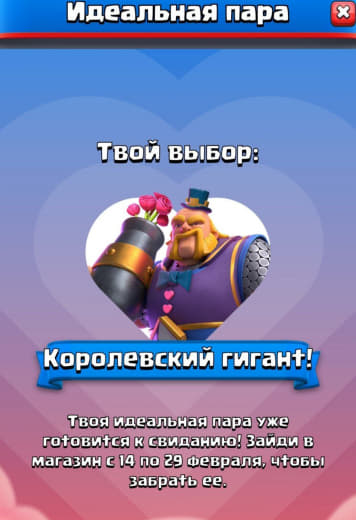 Идеальная пара
Твой выбор:
Королевский гигант!
Твоя идеальная пара уже
готовится к свиданию! Зайди в
магазин с 14 по 29 февраля, чтобы
забрать ее.